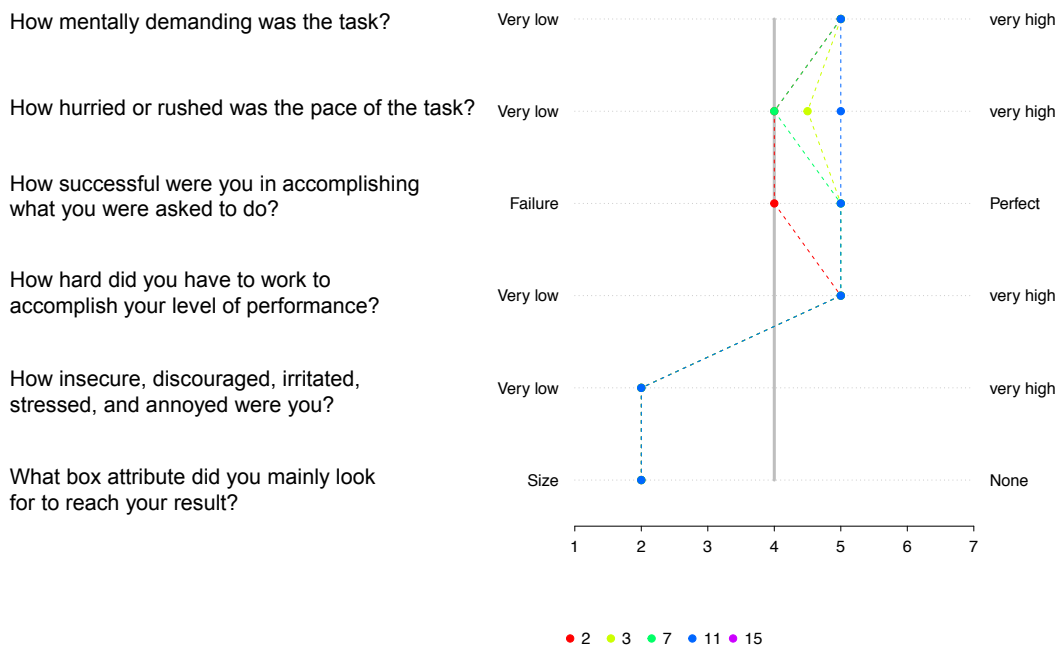 How mentally demanding was the task?
Very low
very high
How hurried or rushed was the pace of the task?
Very low
very high
How successful were you in accomplishing
what you were asked to do?
Failure
Perfect
How hard did you have to work to
accomplish your level of performance?
Very low
very high
How insecure, discouraged, irritated,
stressed, and annoyed were you?
Very low
very high
What box attribute did you mainly look
for to reach your result?
Size
None
1 2 3 4 5 6 7
2 3 7 11 15